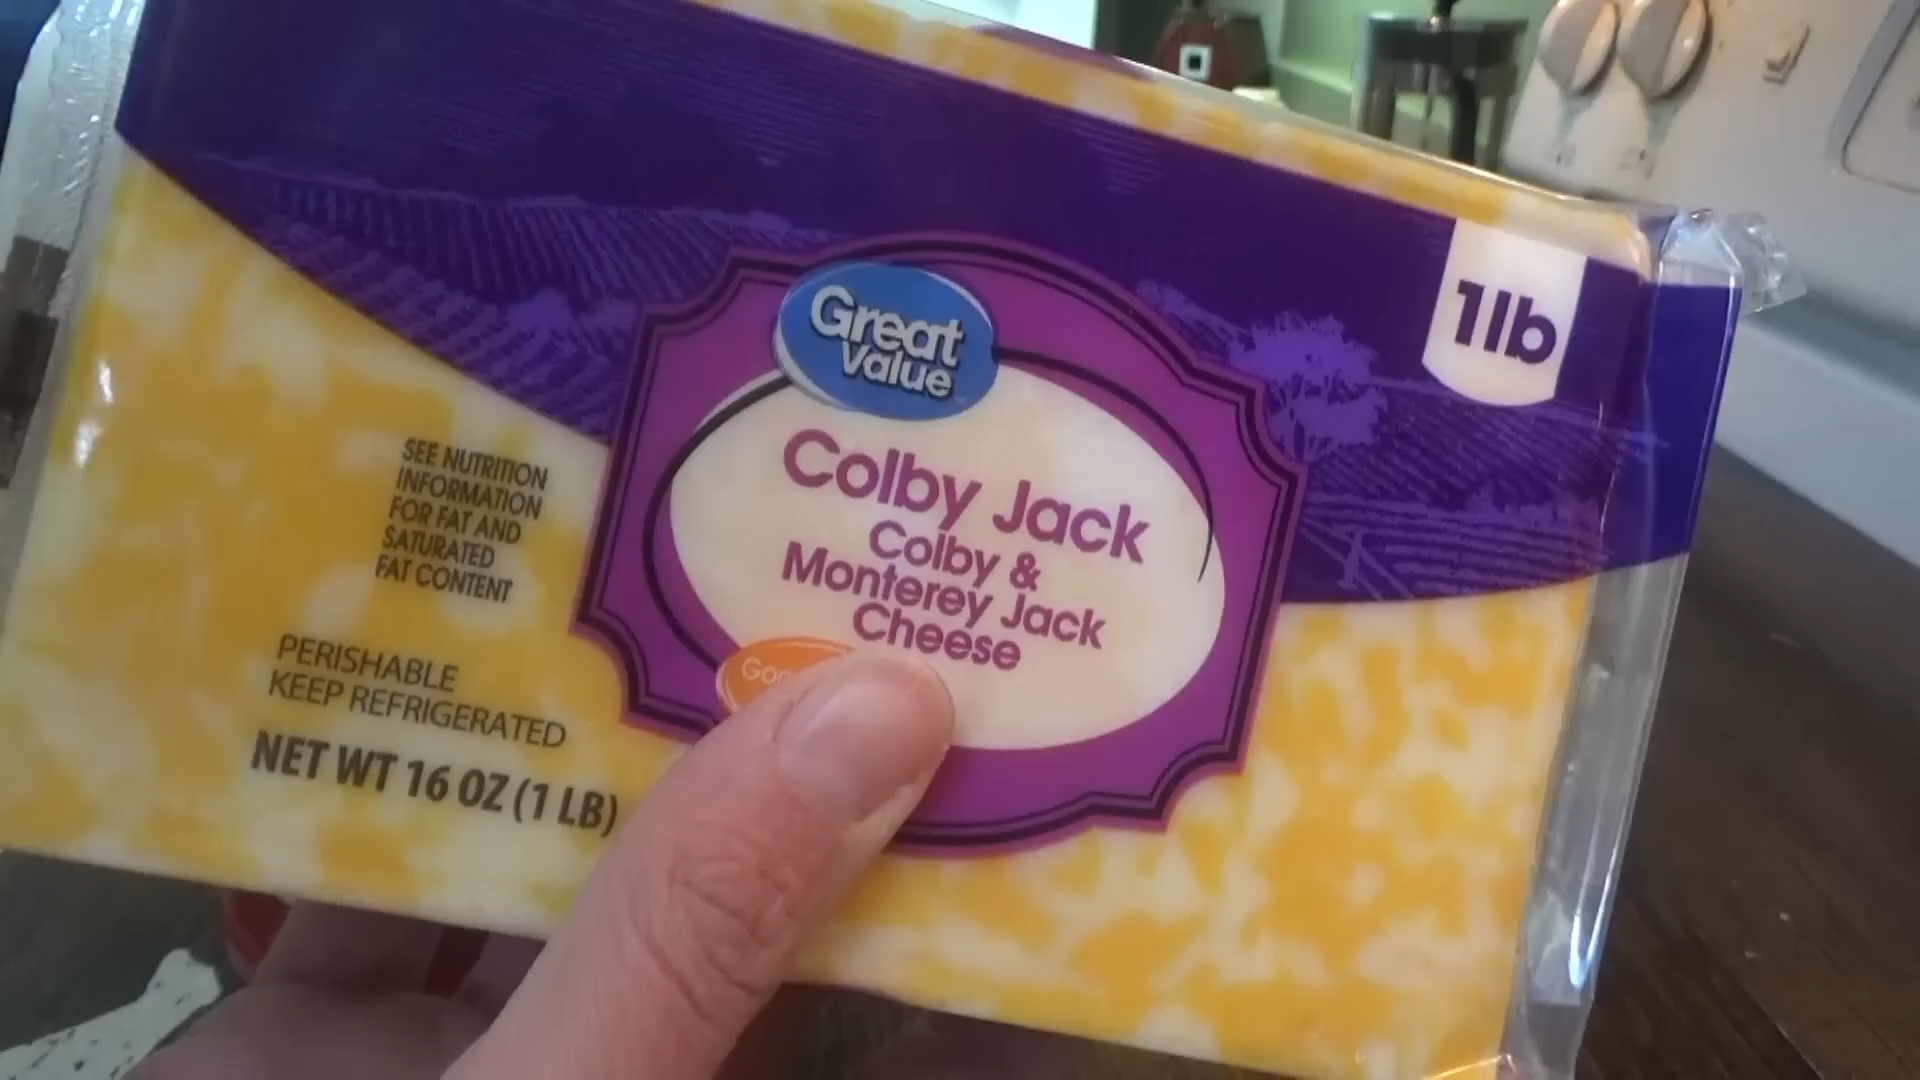 Great
Value
1lb
Colby Jack
Colby &
Monterey Jack
Cheese
SEE NUTRITION
INFORMATION
FOR FAT AND
SATURATED
FAT CONTENT
PERISHABLE
KEEP REFRIGERATED
NET WT 16 OZ (1 LB)